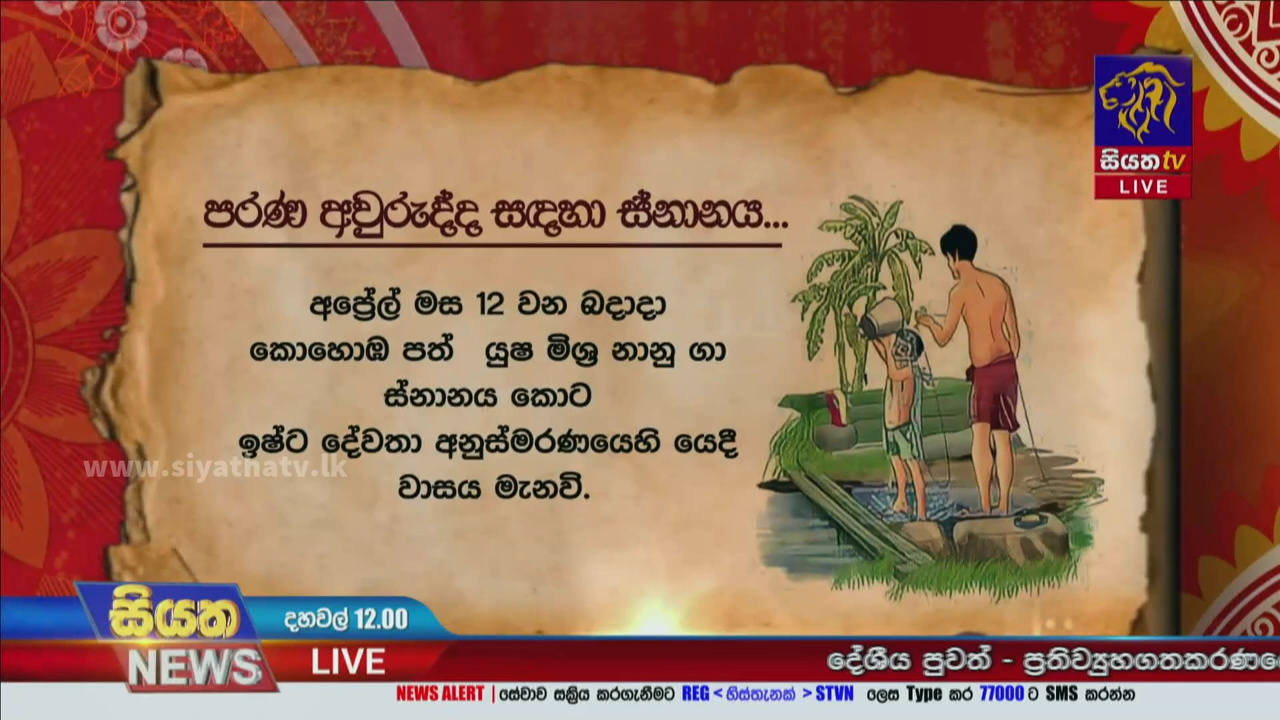 සියත tv
LIVE
පරණ අවුරුද්ද සඳහා ස්නානය...
අප්‍රේල් මස 12 වන බදාදා
කොහොඹ පත්  යුෂ මිශ්‍ර නානු ගා
ස්නානය කොට
ඉෂ්ට දේවතා අනුස්මරණයෙහි යෙදී
වාසය මැනවි.
www.siyathatv.lk
සියත
NEWS
දහවල් 12.00
LIVE
දේශීය පුවත් - ප්‍රතිව්‍යුහගතකරණයෙ
NEWS ALERT | සේවාව සක්‍රිය කරගැනීමට REG < හිස්තැනක් > STVN ලෙස Type කර 77000 ට SMS කරන්න